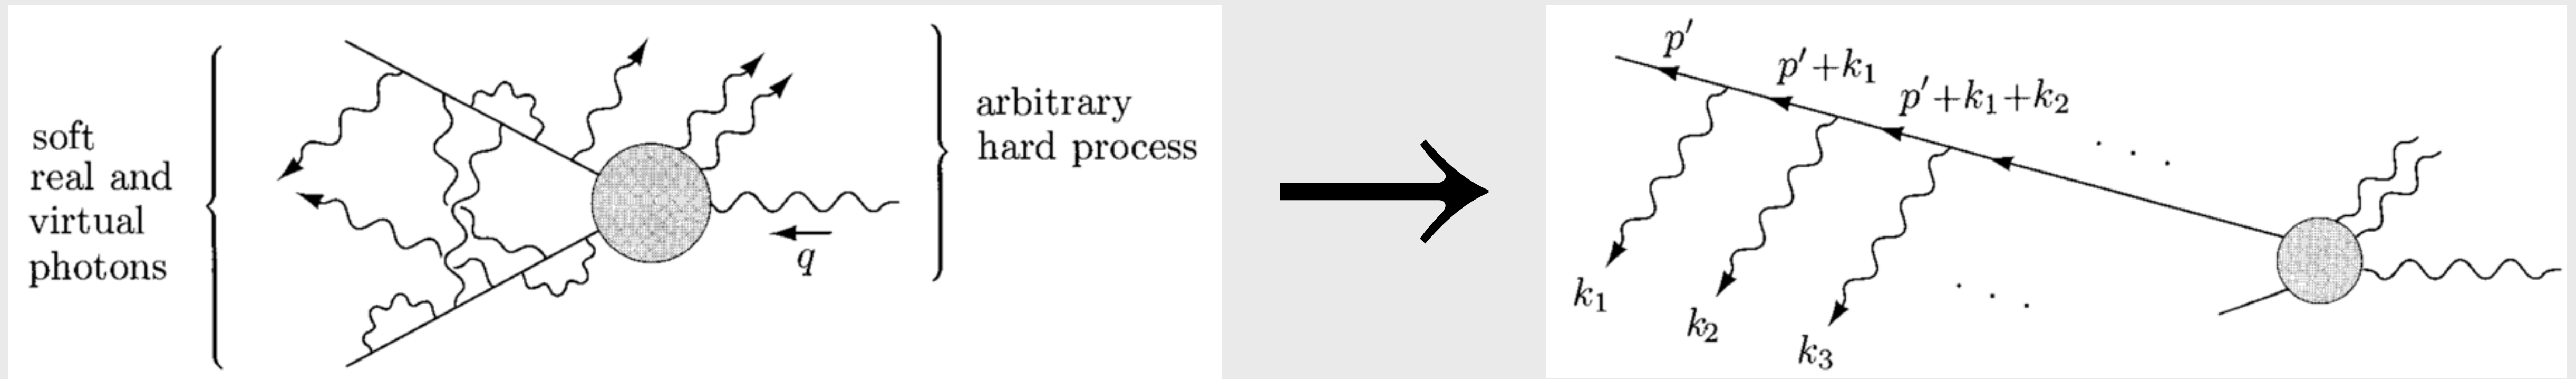 soft
real and
virtual
photons
arbitrary
hard process
q
p′
p′+k₁
p′+k₁+k₂
. . .
k₁
k₂
k₃
. . .